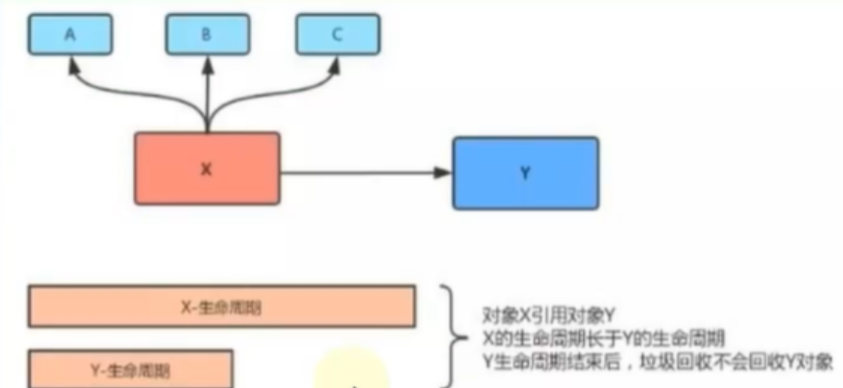 A
B
C
X
Y
X-生命周期
对象X引用对象Y
X的生命周期长于Y的生命周期
Y生命周期结束后，垃圾回收不会回收Y对象
Y-生命周期